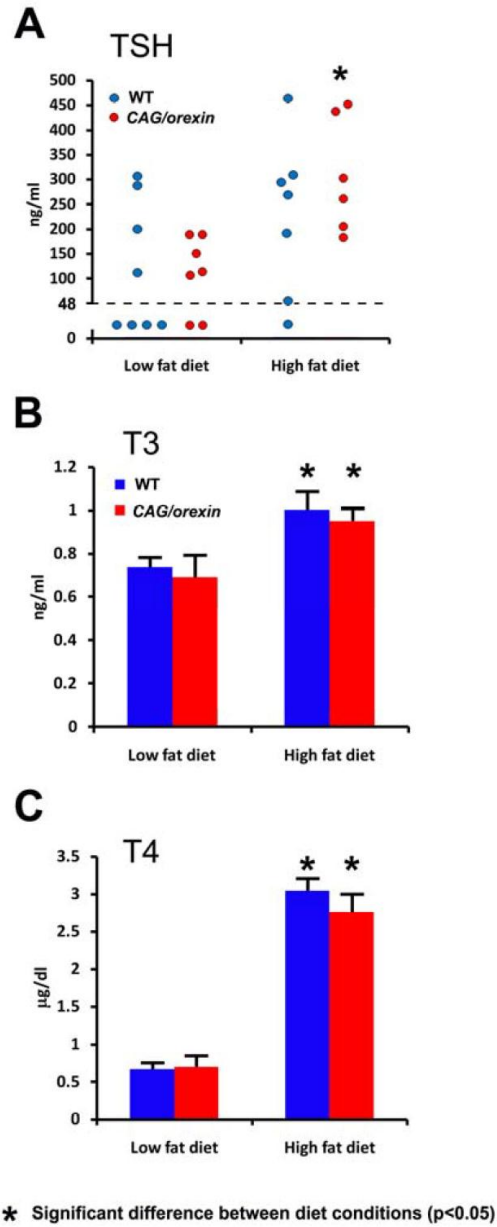 A
TSH
500
450
400
350
300
250
200
150
100
48
0
ng/ml
WT
CAG/orexin
*
Low fat diet
High fat diet
B
T3
1.2
1
0.8
0.6
0.4
0.2
0
ng/ml
WT
CAG/orexin
* *
Low fat diet
High fat diet
C
T4
3.5
3
2.5
2
1.5
1
0.5
0
µg/dl
* *
Low fat diet
High fat diet
* Significant difference between diet conditions (p<0.05)